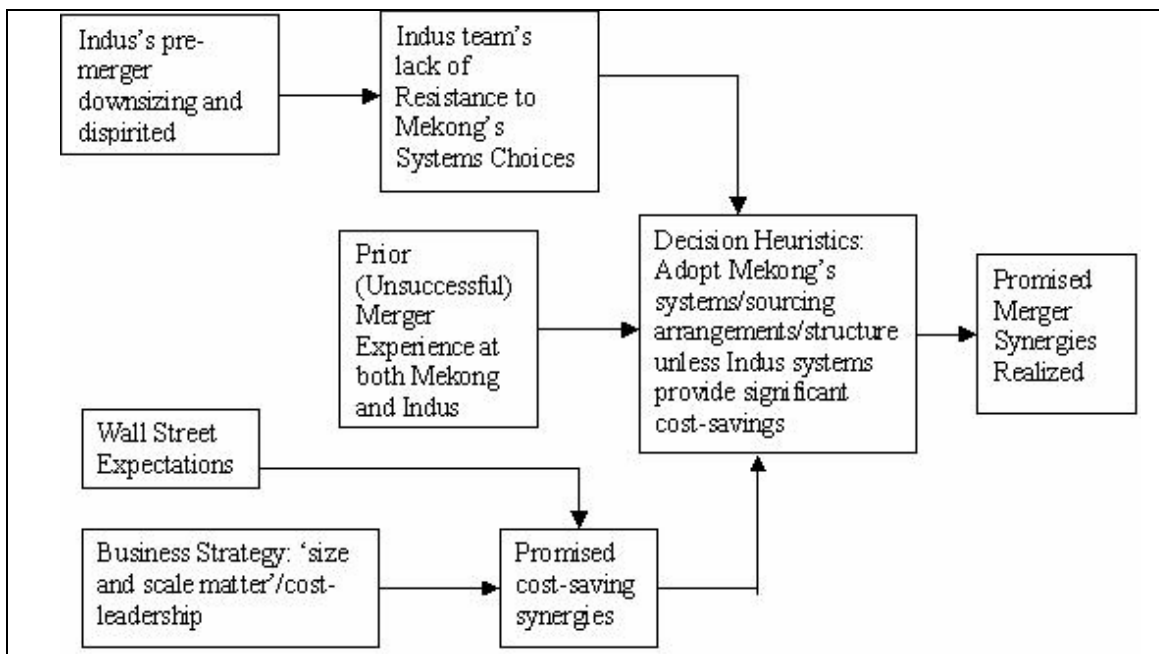 Indus's pre-
merger
downsizing and
dispirited
Indus team's
lack of
Resistance to
Mekong's
Systems Choices
Prior
(Unsuccessful)
Merger
Experience at
both Mekong
and Indus
Decision Heuristics:
Adopt Mekong's
systems/sourcing
arrangements/structure
unless Indus systems
provide significant
cost-savings
Promised
Merger
Synergies
Realized
Wall Street
Expectations
Business Strategy: 'size
and scale matter'/cost-
leadership
Promised
cost-saving
synergies